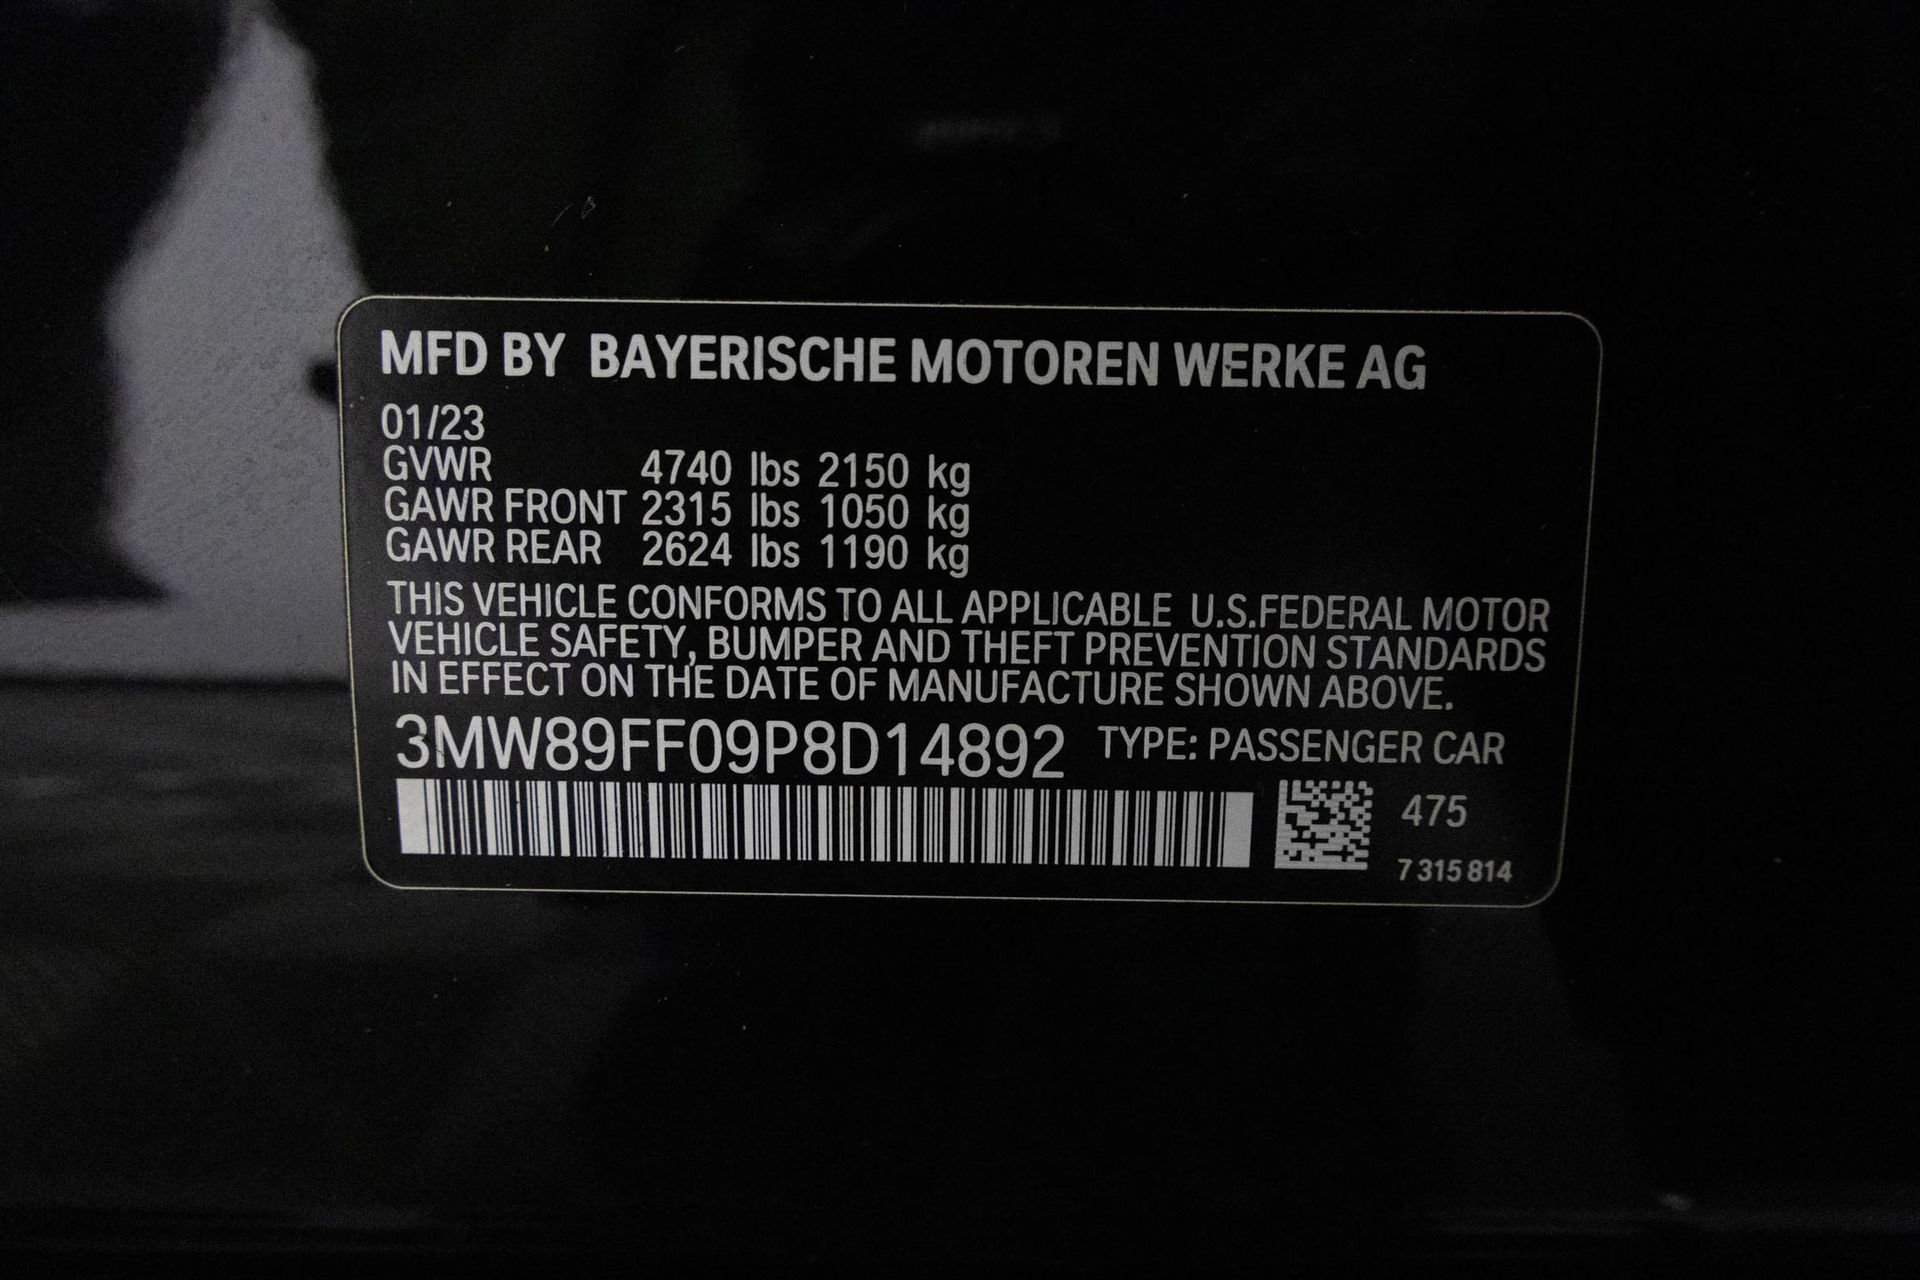 MFD BY BAYERISCHE MOTOREN WERKE AG
01/23
GVWR 4740 lbs 2150 kg
GAWR FRONT 2315 lbs 1050 kg
GAWR REAR 2624 lbs 1190 kg
THIS VEHICLE CONFORMS TO ALL APPLICABLE U.S.FEDERAL MOTOR
VEHICLE SAFETY, BUMPER AND THEFT PREVENTION STANDARDS
IN EFFECT ON THE DATE OF MANUFACTURE SHOWN ABOVE.
3MW89FF09P8D14892 TYPE: PASSENGER CAR
475
7 315 814